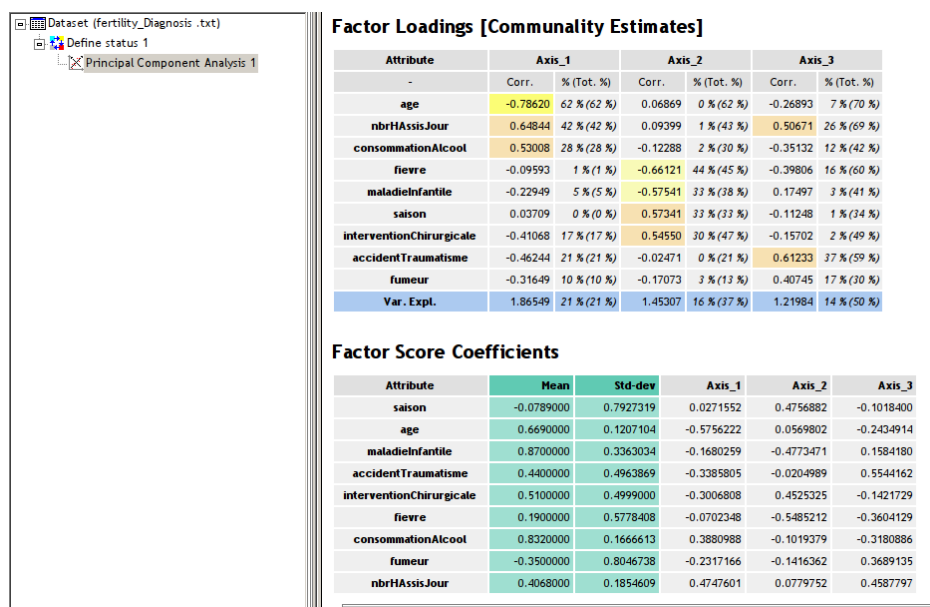 Dataset (fertility_Diagnosis .txt)
Define status 1
Principal Component Analysis 1
Factor Loadings [Communality Estimates]
Attribute Axis_1 Axis_2 Axis_3
- Corr. % (Tot. %) Corr. % (Tot. %) Corr. % (Tot. %)
age -0.78620 62 % (62 %) 0.06869 0 % (62 %) -0.26893 7 % (70 %)
nbrHAssisJour 0.64844 42 % (42 %) 0.09399 1 % (43 %) 0.50671 26 % (69 %)
consommationAlcool 0.53008 28 % (28 %) -0.12288 2 % (30 %) -0.35132 12 % (42 %)
fievre -0.09593 1 % (1 %) -0.66121 44 % (45 %) -0.39806 16 % (60 %)
maladieInfantile -0.22949 5 % (5 %) -0.57541 33 % (38 %) 0.17497 3 % (41 %)
saison 0.03709 0 % (0 %) 0.57341 33 % (33 %) -0.11248 1 % (34 %)
interventionChirurgicale -0.41068 17 % (17 %) 0.54550 30 % (47 %) -0.15702 2 % (49 %)
accidentTraumatisme -0.46244 21 % (21 %) -0.02471 0 % (21 %) 0.61233 37 % (59 %)
fumeur -0.31649 10 % (10 %) -0.17073 3 % (13 %) 0.40745 17 % (30 %)
Var. Expl. 1.86549 21 % (21 %) 1.45307 16 % (37 %) 1.21984 14 % (50 %)
Factor Score Coefficients
Attribute Mean Std-dev Axis_1 Axis_2 Axis_3
saison -0.0789000 0.7927319 0.0271552 0.4756882 -0.1018400
age 0.6690000 0.1207104 -0.5756222 0.0569802 -0.2434914
maladieInfantile 0.8700000 0.3363034 -0.1680259 -0.4773471 0.1584180
accidentTraumatisme 0.4400000 0.4963869 -0.3385805 -0.0204989 0.5544162
interventionChirurgicale 0.5100000 0.4999000 -0.3006808 0.4525325 -0.1421729
fievre 0.1900000 0.5778408 -0.0702348 -0.5485212 -0.3604129
consommationAlcool 0.8320000 0.1666613 0.3880988 -0.1019379 -0.3180886
fumeur -0.3500000 0.8046738 -0.2317166 -0.1416362 0.3689135
nbrHAssisJour 0.4068000 0.1854609 0.4747601 0.0779752 0.4587797